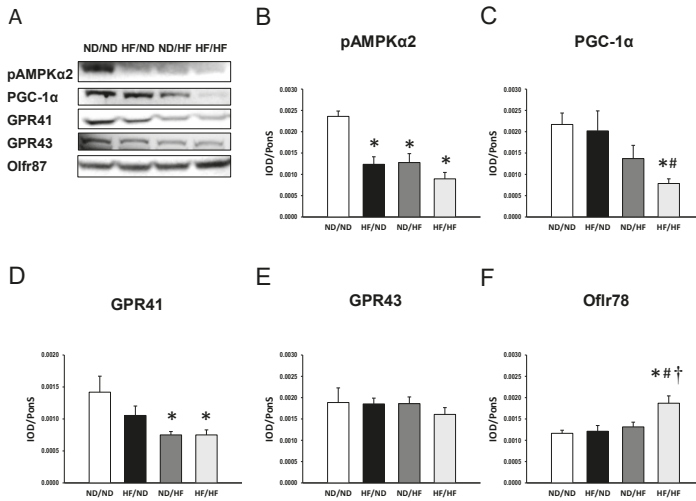 A
ND/ND HF/ND ND/HF HF/HF
pAMPKα2
PGC-1α
GPR41
GPR43
Olfr87
B
pAMPKα2
IOD/PonS
0.0030
0.0025
0.0020
0.0015
0.0010
0.0005
0.0000
* * *
ND/ND HF/ND ND/HF HF/HF
C
PGC-1α
IOD/PonS
0.0030
0.0025
0.0020
0.0015
0.0010
0.0005
0.0000
*#
ND/ND HF/ND ND/HF HF/HF
D
GPR41
IOD/PonS
0.0020
0.0015
0.0010
0.0005
0.0000
* *
ND/ND HF/ND ND/HF HF/HF
E
GPR43
IOD/PonS
0.0030
0.0025
0.0020
0.0015
0.0010
0.0005
0.0000
ND/ND HF/ND ND/HF HF/HF
F
Oflr78
IOD/PonS
0.0030
0.0025
0.0020
0.0015
0.0010
0.0005
0.0000
*#†
ND/ND HF/ND ND/HF HF/HF